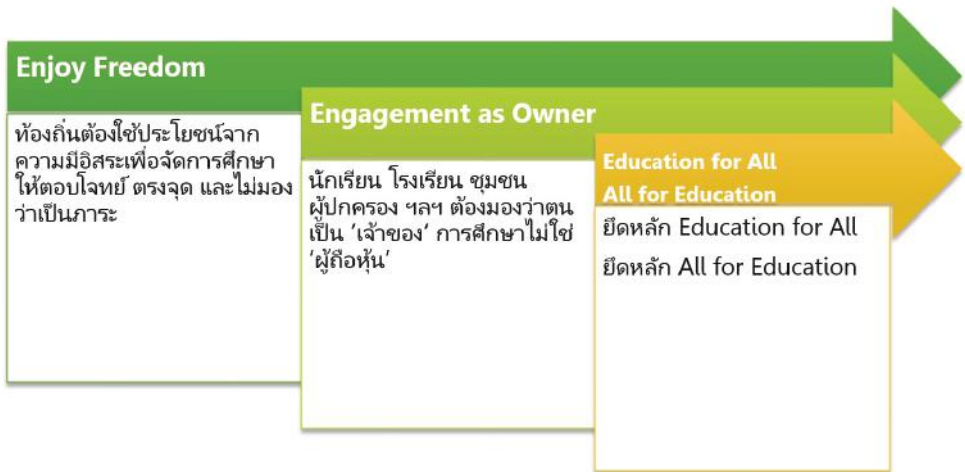 Enjoy Freedom
ท้องถิ่นต้องใช้ประโยชน์จาก
ความมีอิสระเพื่อจัดการศึกษา
ให้ตอบโจทย์ ตรงจุด และไม่มอง
ว่าเป็นภาระ
Engagement as Owner
นักเรียน โรงเรียน ชุมชน
ผู้ปกครอง ฯลฯ ต้องมองว่าตน
เป็น ‘เจ้าของ‘ การศึกษาไม่ใช่
‘ผู้ถือหุ้น’
Education for All
All for Education
ยึดหลัก Education for All
ยึดหลัก All for Education